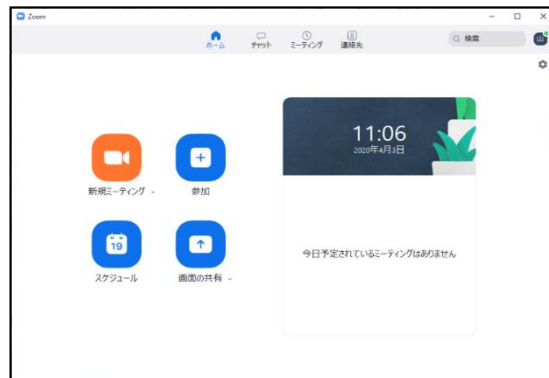 Zoom
ホーム
チャット
ミーティング
連絡先
検索
山
11:06
2020年4月3日
新規ミーティング
参加
19
スケジュール
画面の共有
今日予定されているミーティングはありません